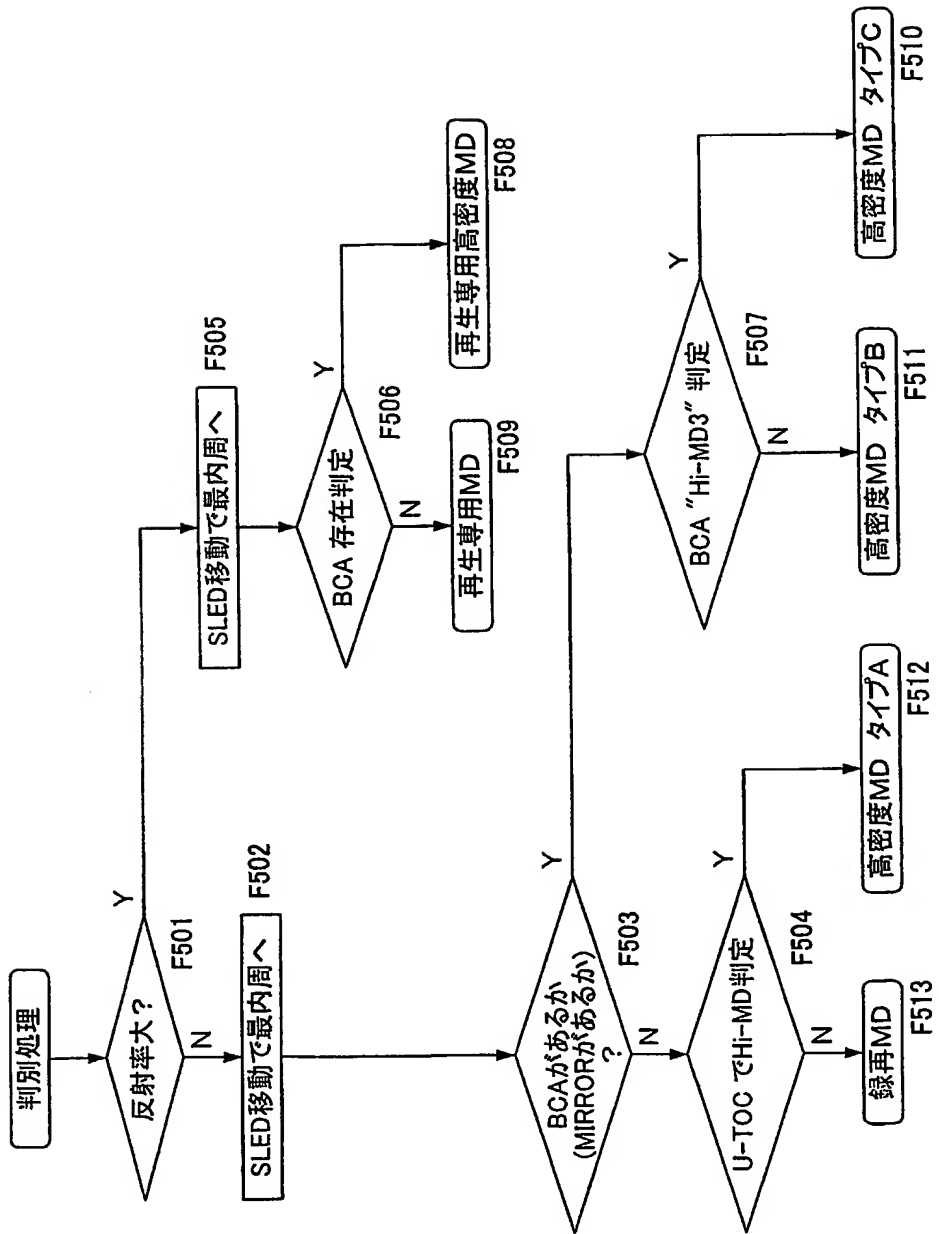 判別処理
反射率大?
F501
Y
N
SLED移動で最内周へ
F502
SLED移動で最内周へ
F505
BCA 存在判定
F506
Y
N
再生専用高密度MD
F508
再生専用MD
F509
BCAがあるか
(MIRRORがあるか)
?
F503
Y
N
U-TOC でHi-MD判定
F504
Y
N
BCA "Hi-MD3" 判定
F507
Y
N
高密度MD タイプC
F510
高密度MD タイプB
F511
高密度MD タイプA
F512
録再MD
F513